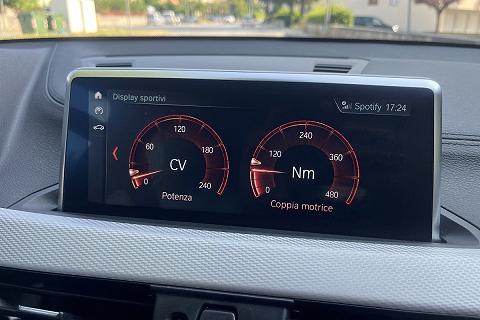 Display sportivi
Spotify 17:24
120
60
180
CV
0
240
Potenza
240
120
360
Nm
0
480
Coppia motrice